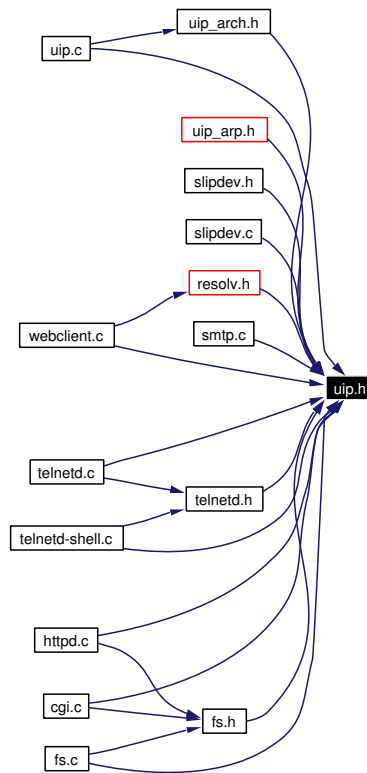 uip_arch.h
uip.c
uip_arp.h
slipdev.h
slipdev.c
resolv.h
smtp.c
webclient.c
uip.h
telnetd.c
telnetd.h
telnetd-shell.c
httpd.c
cgi.c
fs.h
fs.c